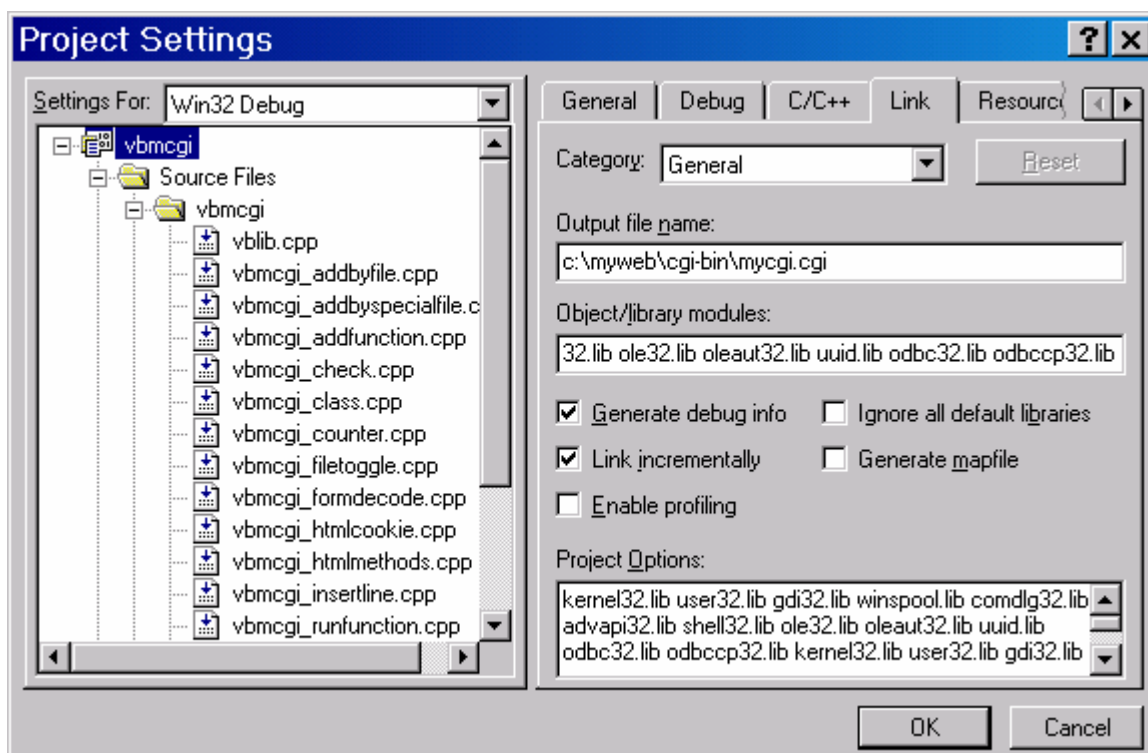 Project Settings
Settings For: Win32 Debug
vbmcgi
Source Files
vbmcgi
vblib.cpp
vbmcgi_addbyfile.cpp
vbmcgi_addbyspecialfile.c
vbmcgi_addfunction.cpp
vbmcgi_check.cpp
vbmcgi_class.cpp
vbmcgi_counter.cpp
vbmcgi_filetoggle.cpp
vbmcgi_formdecode.cpp
vbmcgi_htmlcookie.cpp
vbmcgi_htmlmethods.cpp
vbmcgi_insertline.cpp
vbmcgi_runfunction.cpp
General Debug C/C++ Link Resourc
Category: General Reset
Output file name:
c:\myweb\cgi-bin\mycgi.cgi
Object/library modules:
32.lib ole32.lib oleaut32.lib uuid.lib odbc32.lib odbccp32.lib
Generate debug info Ignore all default libraries
Link incrementally Generate mapfile
Enable profiling
Project Options:
kernel32.lib user32.lib gdi32.lib winspool.lib comdlg32.lib
advapi32.lib shell32.lib ole32.lib oleaut32.lib uuid.lib
odbc32.lib odbccp32.lib kernel32.lib user32.lib gdi32.lib
OK Cancel